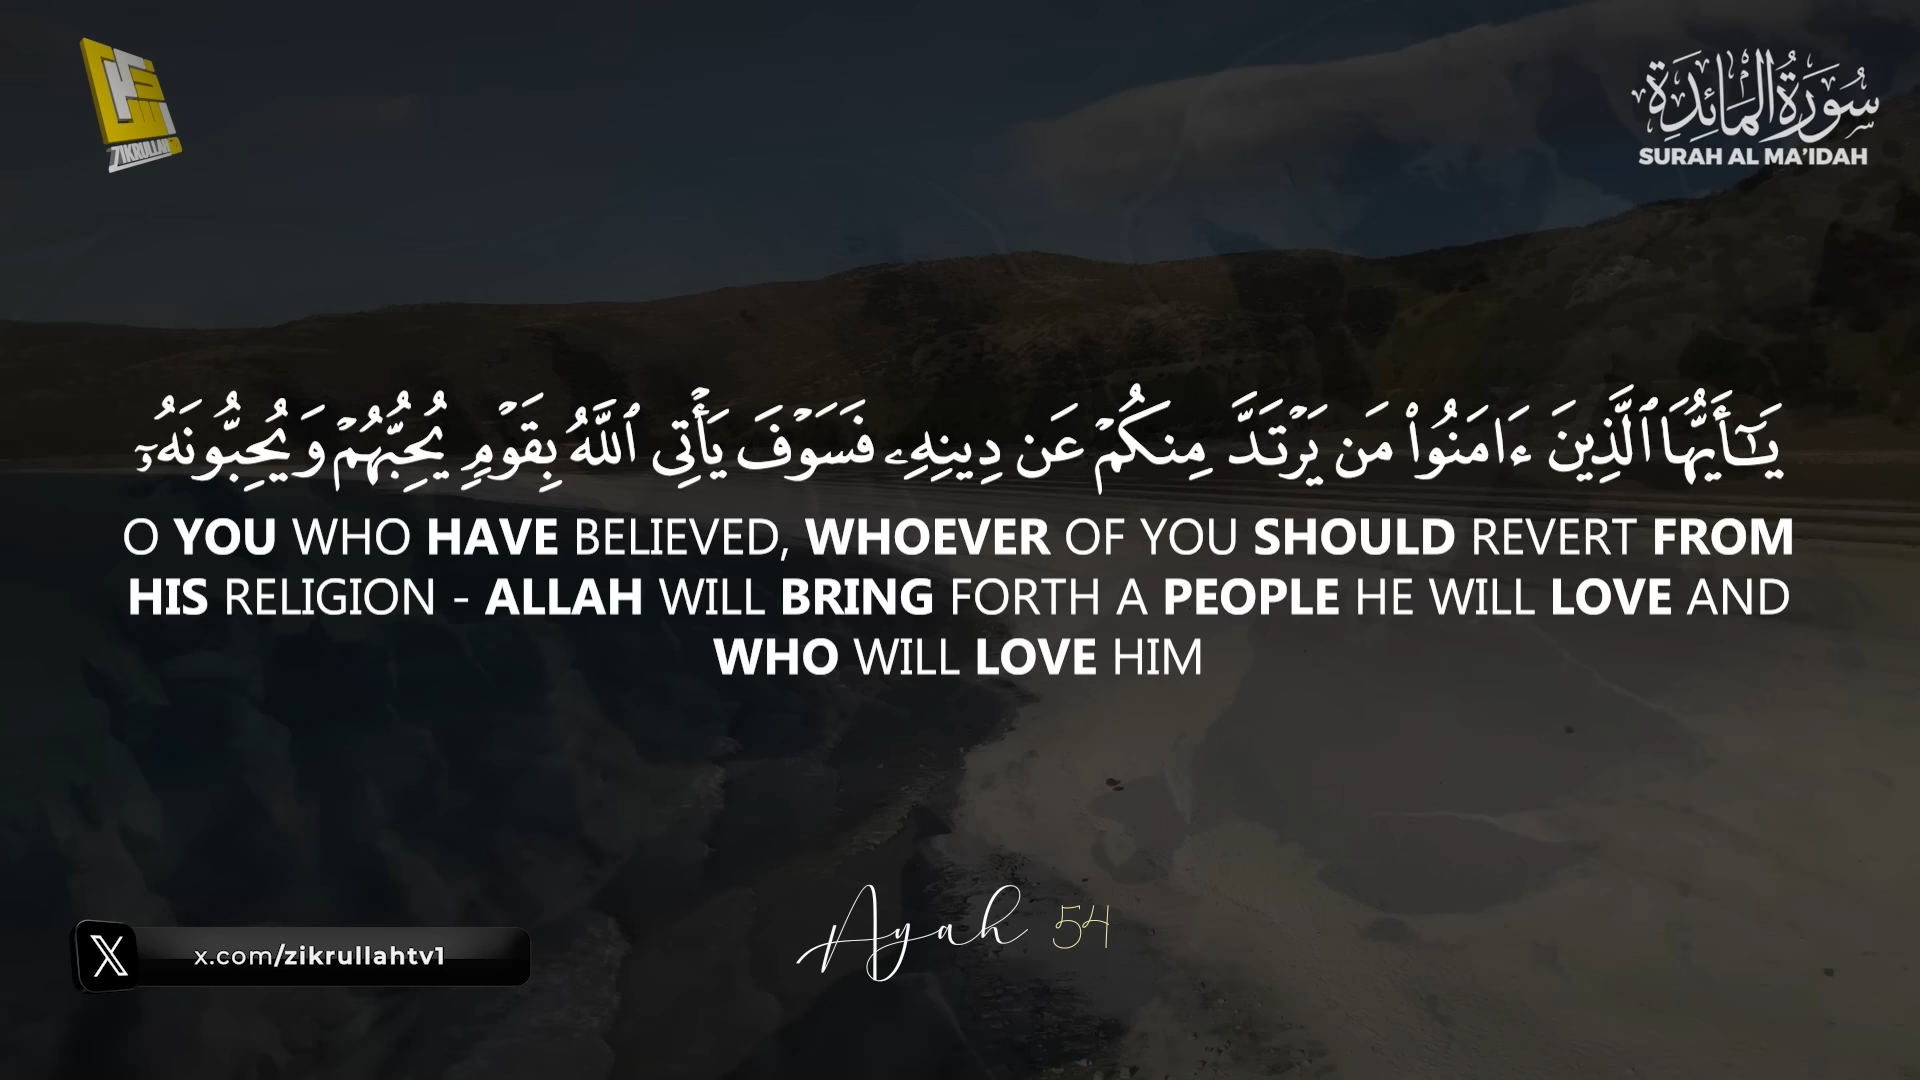 ZIKRULLAH
سُورَةُ الْمَائِدَةِ
SURAH AL MA'IDAH
يَـٰٓأَيُّهَا ٱلَّذِينَ ءَامَنُوا۟ مَن يَرْتَدَّ مِنكُمْ عَن دِينِهِۦ فَسَوْفَ يَأْتِى ٱللَّهُ بِقَوْمٍ يُحِبُّهُمْ وَيُحِبُّونَهُۥٓ
O YOU WHO HAVE BELIEVED, WHOEVER OF YOU SHOULD REVERT FROM
HIS RELIGION - ALLAH WILL BRING FORTH A PEOPLE HE WILL LOVE AND
WHO WILL LOVE HIM
Ayah 54
x.com/zikrullahtv1